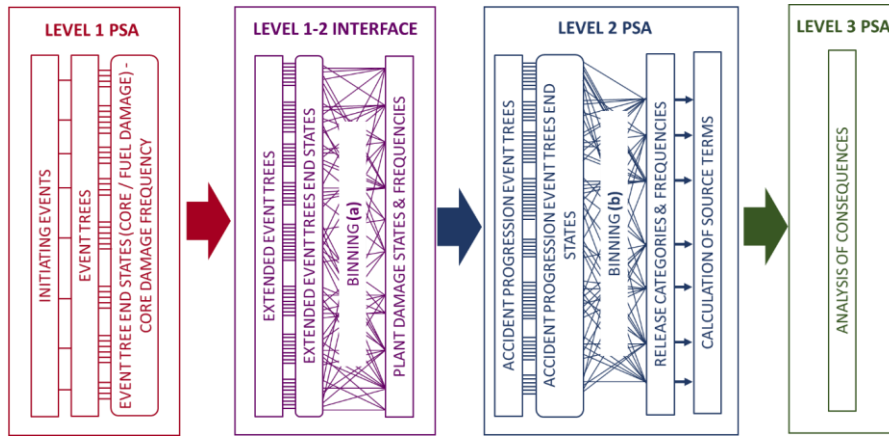 LEVEL 1 PSA
INITIATING EVENTS
EVENT TREES
EVENT TREE END STATES (CORE / FUEL DAMAGE) -
CORE DAMAGE FREQUENCY
LEVEL 1-2 INTERFACE
EXTENDED EVENT TREES
EXTENDED EVENT TREES END STATES
BINNING (a)
PLANT DAMAGE STATES & FREQUENCIES
LEVEL 2 PSA
ACCIDENT PROGRESSION EVENT TREES
ACCIDENT PROGRESSION EVENT TREES END
STATES
BINNING (b)
RELEASE CATEGORIES & FREQUENCIES
CALCULATION OF SOURCE TERMS
LEVEL 3 PSA
ANALYSIS OF CONSEQUENCES